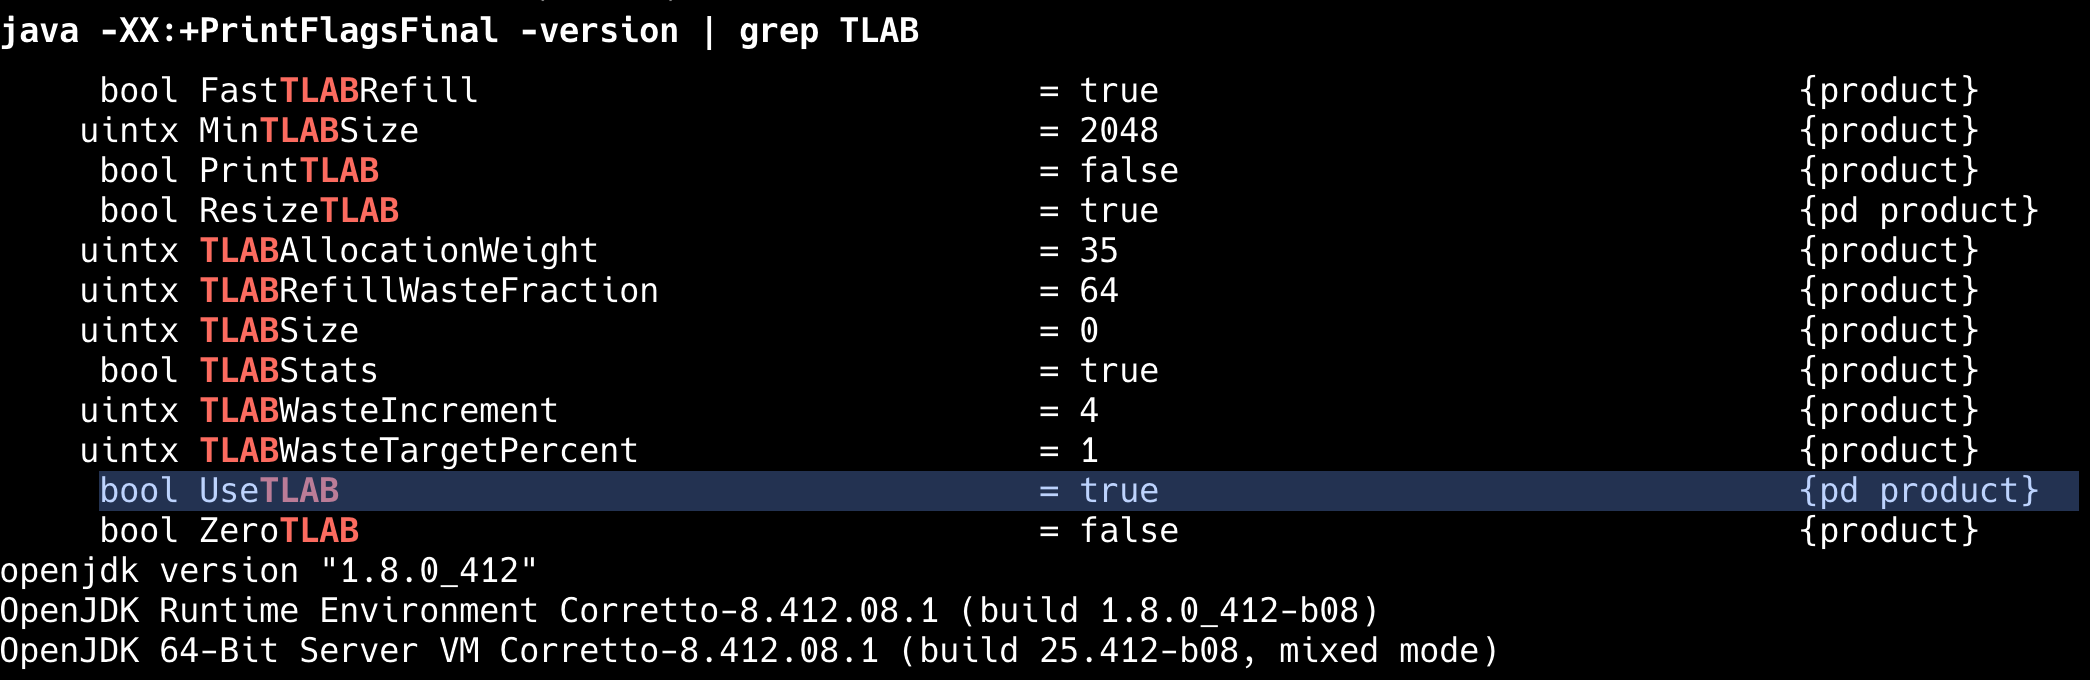 java -XX:+PrintFlagsFinal -version | grep TLAB
bool FastTLABRefill = true {product}
uintx MinTLABSize = 2048 {product}
bool PrintTLAB = false {product}
bool ResizeTLAB = true {pd product}
uintx TLABAllocationWeight = 35 {product}
uintx TLABRefillWasteFraction = 64 {product}
uintx TLABSize = 0 {product}
bool TLABStats = true {product}
uintx TLABWasteIncrement = 4 {product}
uintx TLABWasteTargetPercent = 1 {product}
bool UseTLAB = true {pd product}
bool ZeroTLAB = false {product}
openjdk version "1.8.0_412"
OpenJDK Runtime Environment Corretto-8.412.08.1 (build 1.8.0_412-b08)
OpenJDK 64-Bit Server VM Corretto-8.412.08.1 (build 25.412-b08, mixed mode)